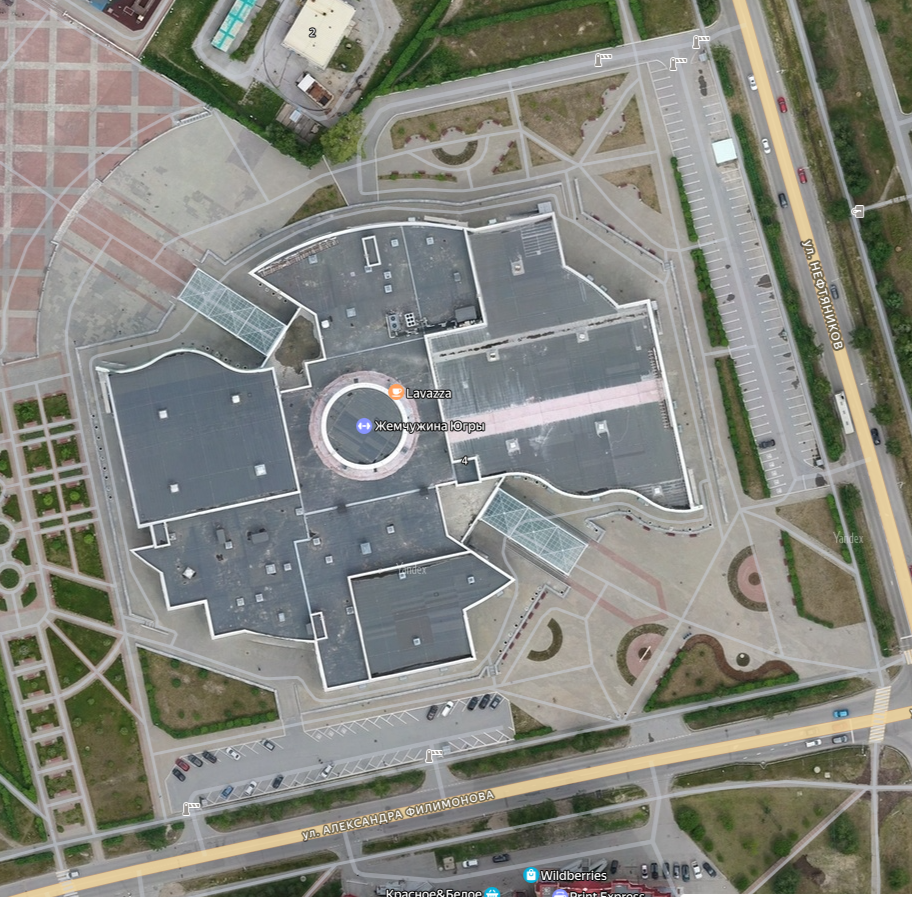 2
ул. НЕФТЯНИКОВ
Lavazza
Жемчужина Югры
4
Yandex
Yandex
ул. АЛЕКСАНДРА ФИЛИМОНОВА
Wildberries
Красное&Белое
Print Express